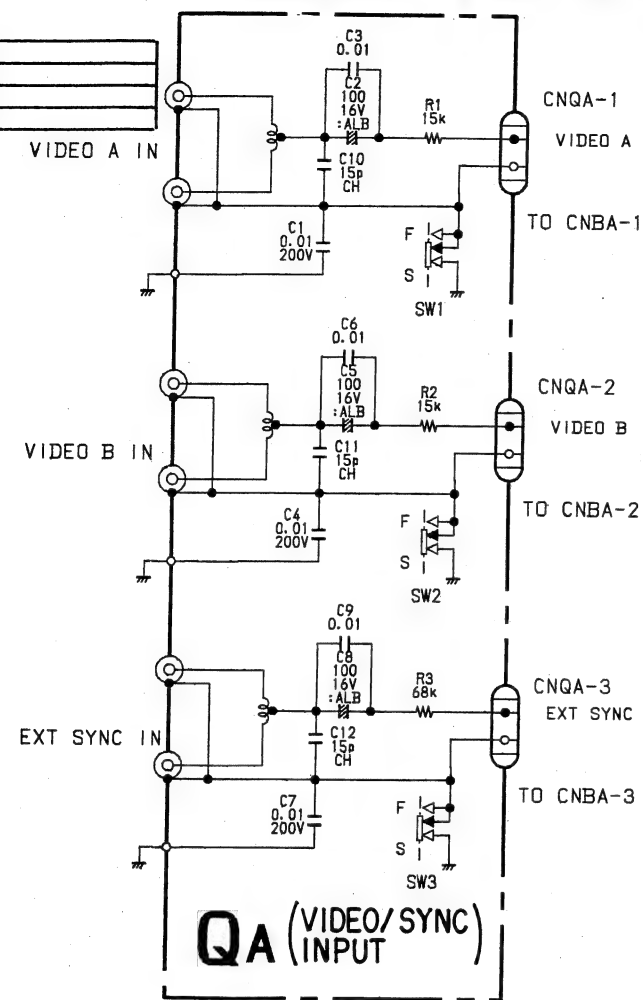 C3
0.01
C2
100
16V
:ALB
R1
15k
CNQA-1
VIDEO A
VIDEO A IN
C10
15p
CH
TO CNBA-1
C1
0.01
200V
F
S
SW1
C6
0.01
C5
100
16V
:ALB
R2
15k
CNQA-2
VIDEO B
VIDEO B IN
C11
15p
CH
TO CNBA-2
C4
0.01
200V
F
S
SW2
C9
0.01
C8
100
16V
:ALB
R3
68k
CNQA-3
EXT SYNC
EXT SYNC IN
C12
15p
CH
TO CNBA-3
C7
0.01
200V
F
S
SW3
QA (VIDEO/SYNC
INPUT)